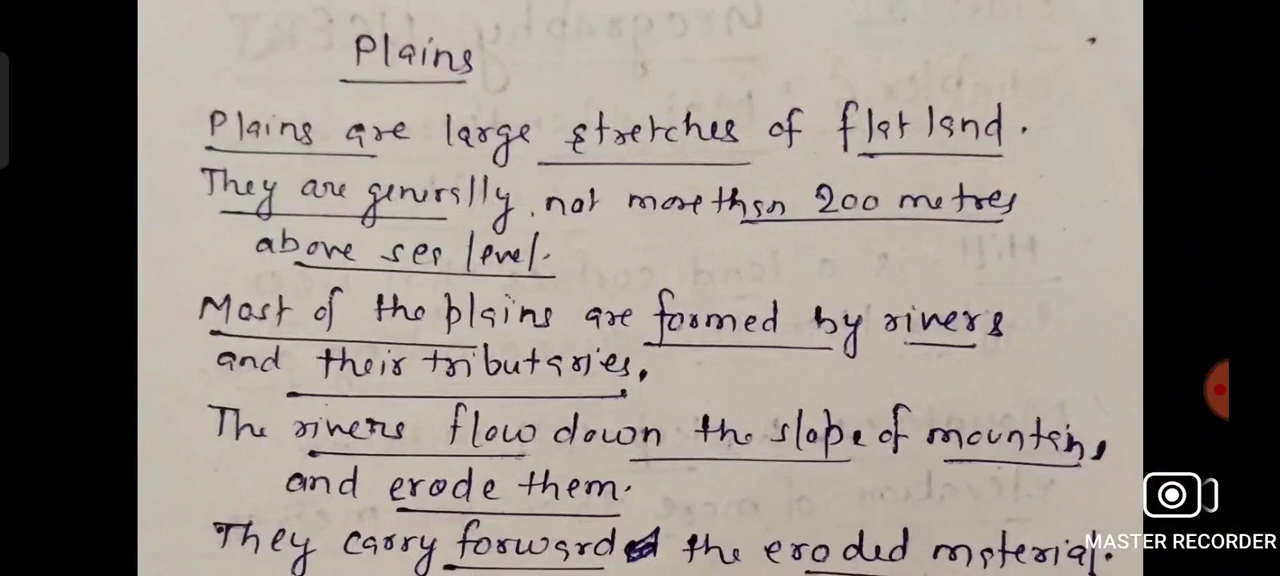 Plains
Plains are large stretches of flat land.
They are generally not more than 200 metres
above sea level.
Most of the plains are formed by rivers
and their tributaries.
The rivers flow down the slope of mountains
and erode them.
They carry forward the eroded material.
MASTER RECORDER